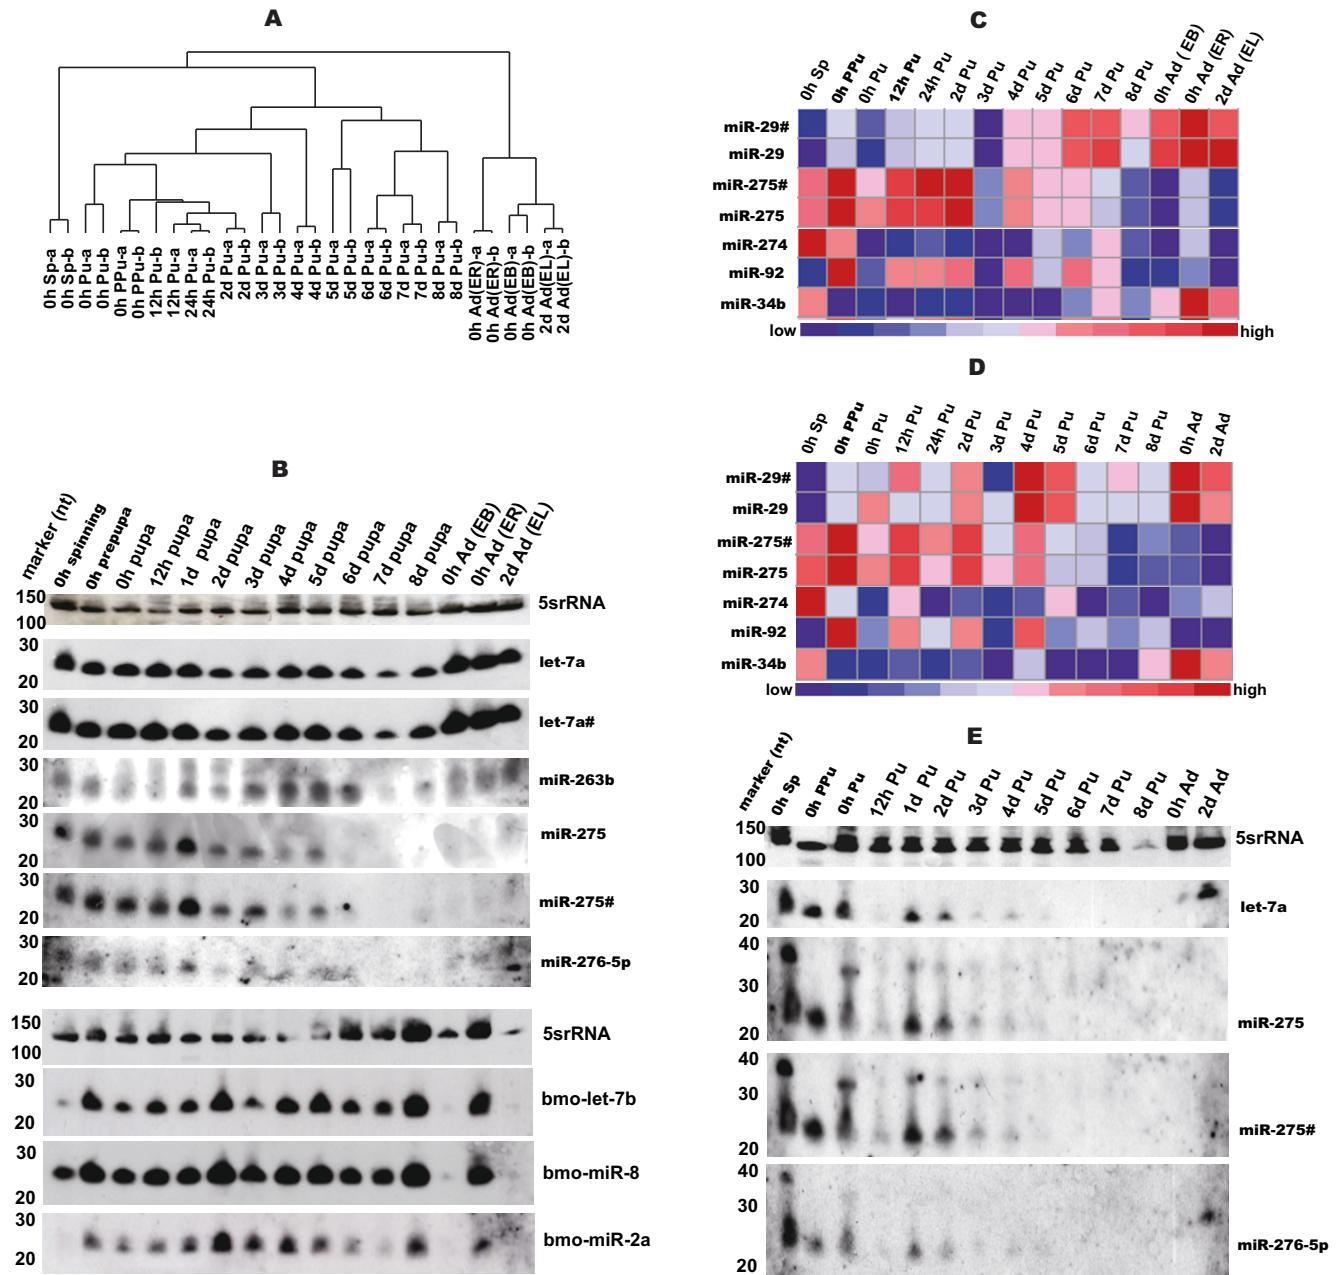 A
0h Sp-a
0h Sp-b
0h Pu-a
0h Pu-b
0h PPu-a
0h PPu-b
12h Pu-b
12h Pu-a
24h Pu-a
24h Pu-b
2d Pu-a
2d Pu-b
3d Pu-a
3d Pu-b
4d Pu-a
4d Pu-b
5d Pu-a
5d Pu-b
6d Pu-a
6d Pu-b
7d Pu-a
7d Pu-b
8d Pu-a
8d Pu-b
0h Ad(ER)-a
0h Ad(ER)-b
0h Ad(EB)-a
0h Ad(EB)-b
2d Ad(EL)-a
2d Ad(EL)-b
B
marker (nt)
0h spinning
0h prepupa
0h pupa
12h pupa
1d pupa
2d pupa
3d pupa
4d pupa
5d pupa
6d pupa
7d pupa
8d pupa
0h Ad (EB)
0h Ad (ER)
2d Ad (EL)
150
100
5srRNA
30
20
let-7a
30
20
let-7a#
30
20
miR-263b
30
20
miR-275
30
20
miR-275#
30
20
miR-276-5p
150
100
5srRNA
30
20
bmo-let-7b
30
20
bmo-miR-8
30
20
bmo-miR-2a
C
0h Sp
0h PPu
0h Pu
12h Pu
24h Pu
2d Pu
3d Pu
4d Pu
5d Pu
6d Pu
7d Pu
8d Pu
0h Ad ( EB)
0h Ad (ER)
2d Ad (EL)
miR-29#
miR-29
miR-275#
miR-275
miR-274
miR-92
miR-34b
low
high
D
0h Sp
0h PPu
0h Pu
12h Pu
24h Pu
2d Pu
3d Pu
4d Pu
5d Pu
6d Pu
7d Pu
8d Pu
0h Ad
2d Ad
miR-29#
miR-29
miR-275#
miR-275
miR-274
miR-92
miR-34b
low
high
E
marker (nt)
0h Sp
0h PPu
0h Pu
12h Pu
1d Pu
2d Pu
3d Pu
4d Pu
5d Pu
6d Pu
7d Pu
8d Pu
0h Ad
2d Ad
150
100
5srRNA
30
20
let-7a
40
30
20
miR-275
40
30
20
miR-275#
40
30
20
miR-276-5p